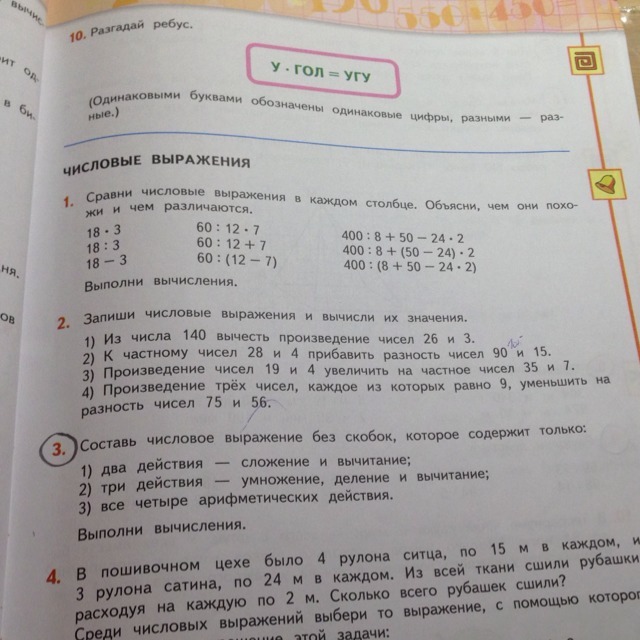 550 450
вычис.
10. Разгадай ребус.
ит од-
У · ГОЛ = УГУ
в би-
(Одинаковыми буквами обозначены одинаковые цифры, разными — раз-
ные.)
ЧИСЛОВЫЕ ВЫРАЖЕНИЯ
1. Сравни числовые выражения в каждом столбце. Объясни, чем они похо-
жи и чем различаются.
18 · 3 60 : 12 · 7 400 : 8 + 50 − 24 · 2
18 : 3 60 : 12 + 7 400 : 8 + (50 − 24) · 2
18 − 3 60 : (12 − 7) 400 : (8 + 50 − 24 · 2)
ня.
Выполни вычисления.
ов
2. Запиши числовые выражения и вычисли их значения.
1) Из числа 140 вычесть произведение чисел 26 и 3.
2) К частному чисел 28 и 4 прибавить разность чисел 90 и 15.
3) Произведение чисел 19 и 4 увеличить на частное чисел 35 и 7.
4) Произведение трёх чисел, каждое из которых равно 9, уменьшить на
разность чисел 75 и 56.
3. Составь числовое выражение без скобок, которое содержит только:
1) два действия — сложение и вычитание;
2) три действия — умножение, деление и вычитание;
3) все четыре арифметических действия.
Выполни вычисления.
4. В пошивочном цехе было 4 рулона ситца, по 15 м в каждом, и
3 рулона сатина, по 24 м в каждом. Из всей ткани сшили рубашки,
расходуя на каждую по 2 м. Сколько всего рубашек сшили?
Среди числовых выражений выбери то выражение, с помощью которог
этой задачи: